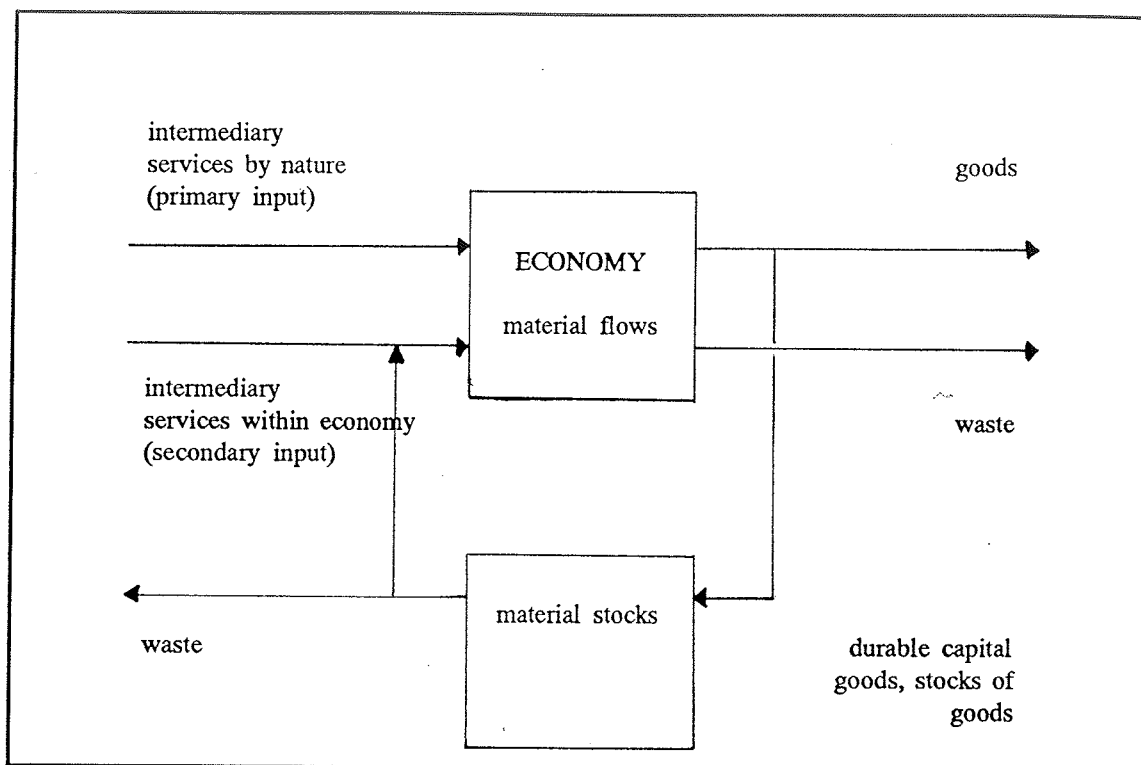 intermediary
services by nature
(primary input)
goods
ECONOMY
material flows
intermediary
services within economy
(secondary input)
waste
material stocks
waste
durable capital
goods, stocks of
goods